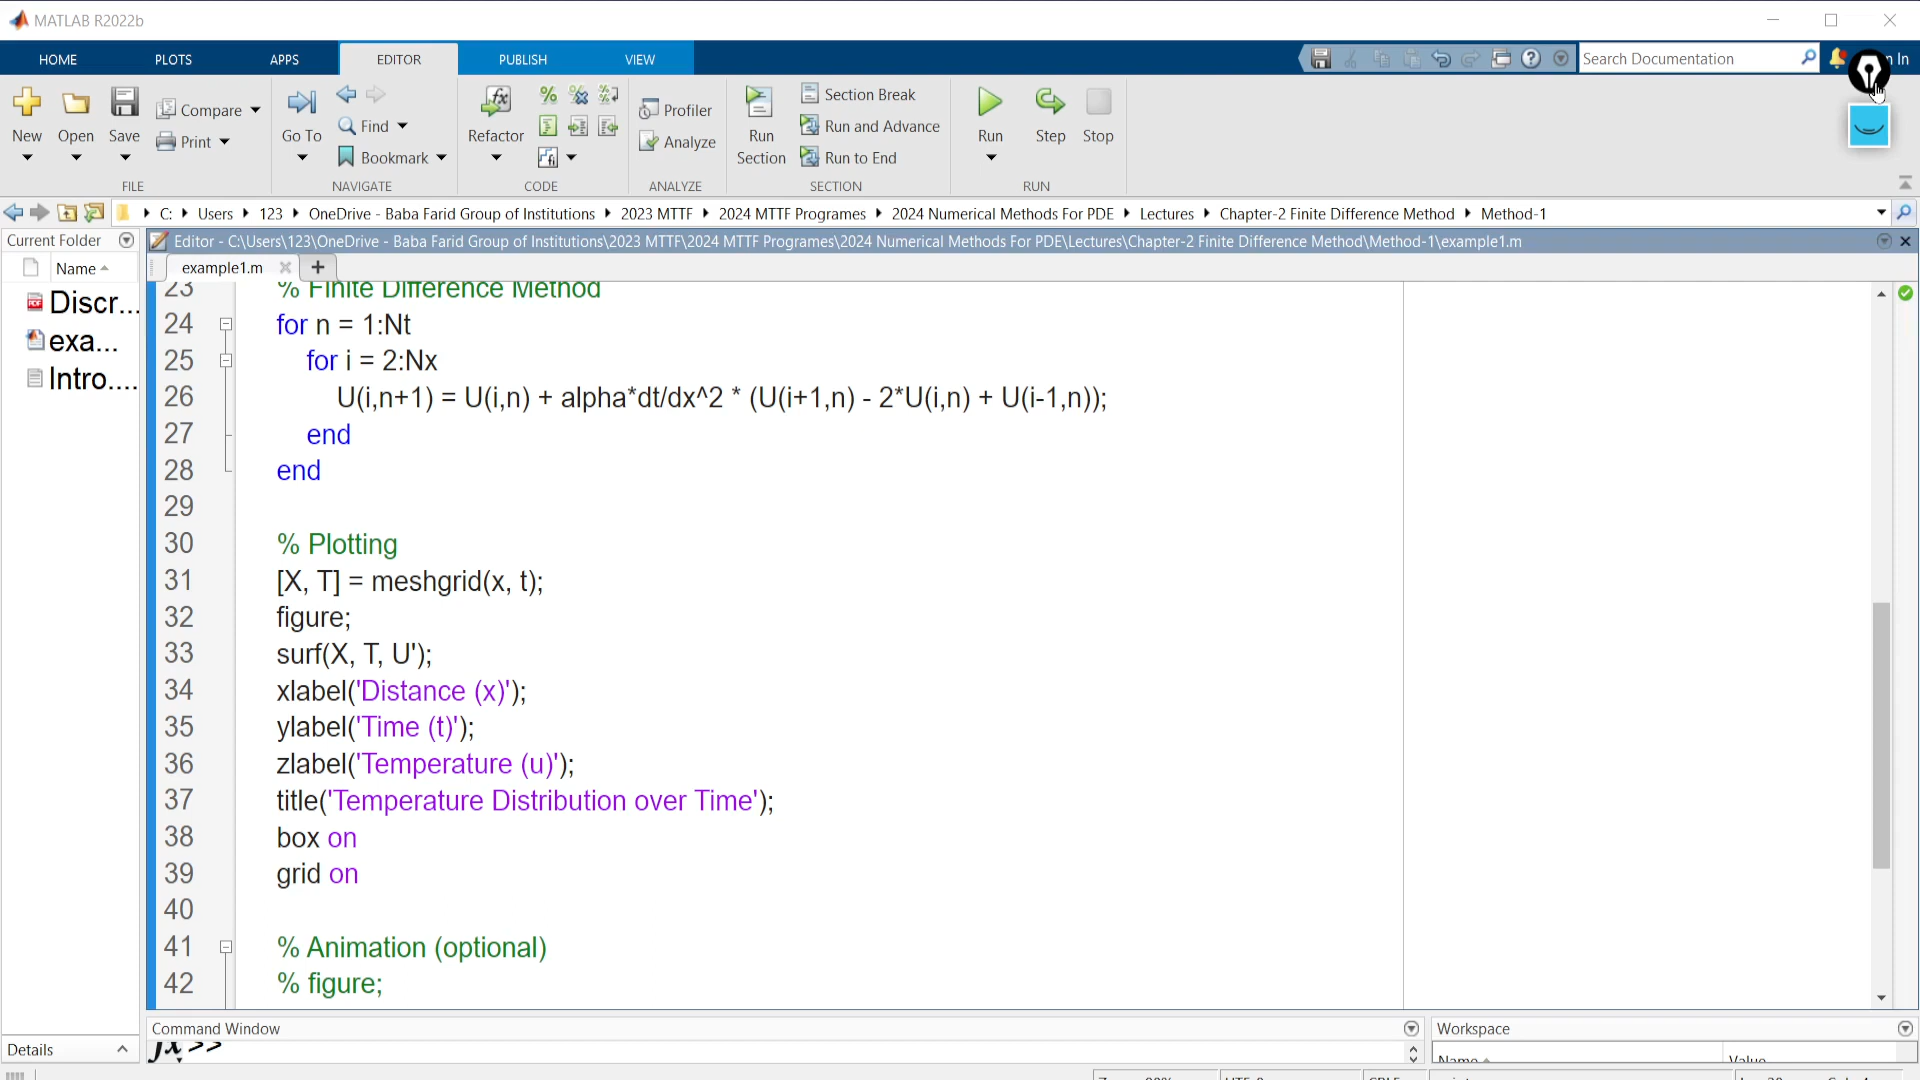 MATLAB R2022b
HOME PLOTS APPS EDITOR PUBLISH VIEW
Search Documentation
In
New Open Save Compare Print
FILE
Go To Find Bookmark
NAVIGATE
Refactor
CODE
Profiler
Analyze
ANALYZE
Run Section
Section Break
Run and Advance
Run to End
SECTION
Run Step Stop
RUN
C: Users 123 OneDrive - Baba Farid Group of Institutions 2023 MTTF 2024 MTTF Programes 2024 Numerical Methods For PDE Lectures Chapter-2 Finite Difference Method Method-1
Current Folder
Name
Discr...
exa...
Intro....
Details
Editor - C:\Users\123\OneDrive - Baba Farid Group of Institutions\2023 MTTF\2024 MTTF Programes\2024 Numerical Methods For PDE\Lectures\Chapter-2 Finite Difference Method\Method-1\example1.m
example1.m
23 % Finite Difference Method
24 for n = 1:Nt
25 for i = 2:Nx
26 U(i,n+1) = U(i,n) + alpha*dt/dx^2 * (U(i+1,n) - 2*U(i,n) + U(i-1,n));
27 end
28 end
29
30 % Plotting
31 [X, T] = meshgrid(x, t);
32 figure;
33 surf(X, T, U');
34 xlabel('Distance (x)');
35 ylabel('Time (t)');
36 zlabel('Temperature (u)');
37 title('Temperature Distribution over Time');
38 box on
39 grid on
40
41 % Animation (optional)
42 % figure;
Command Window
fx >>
Workspace
Name Value